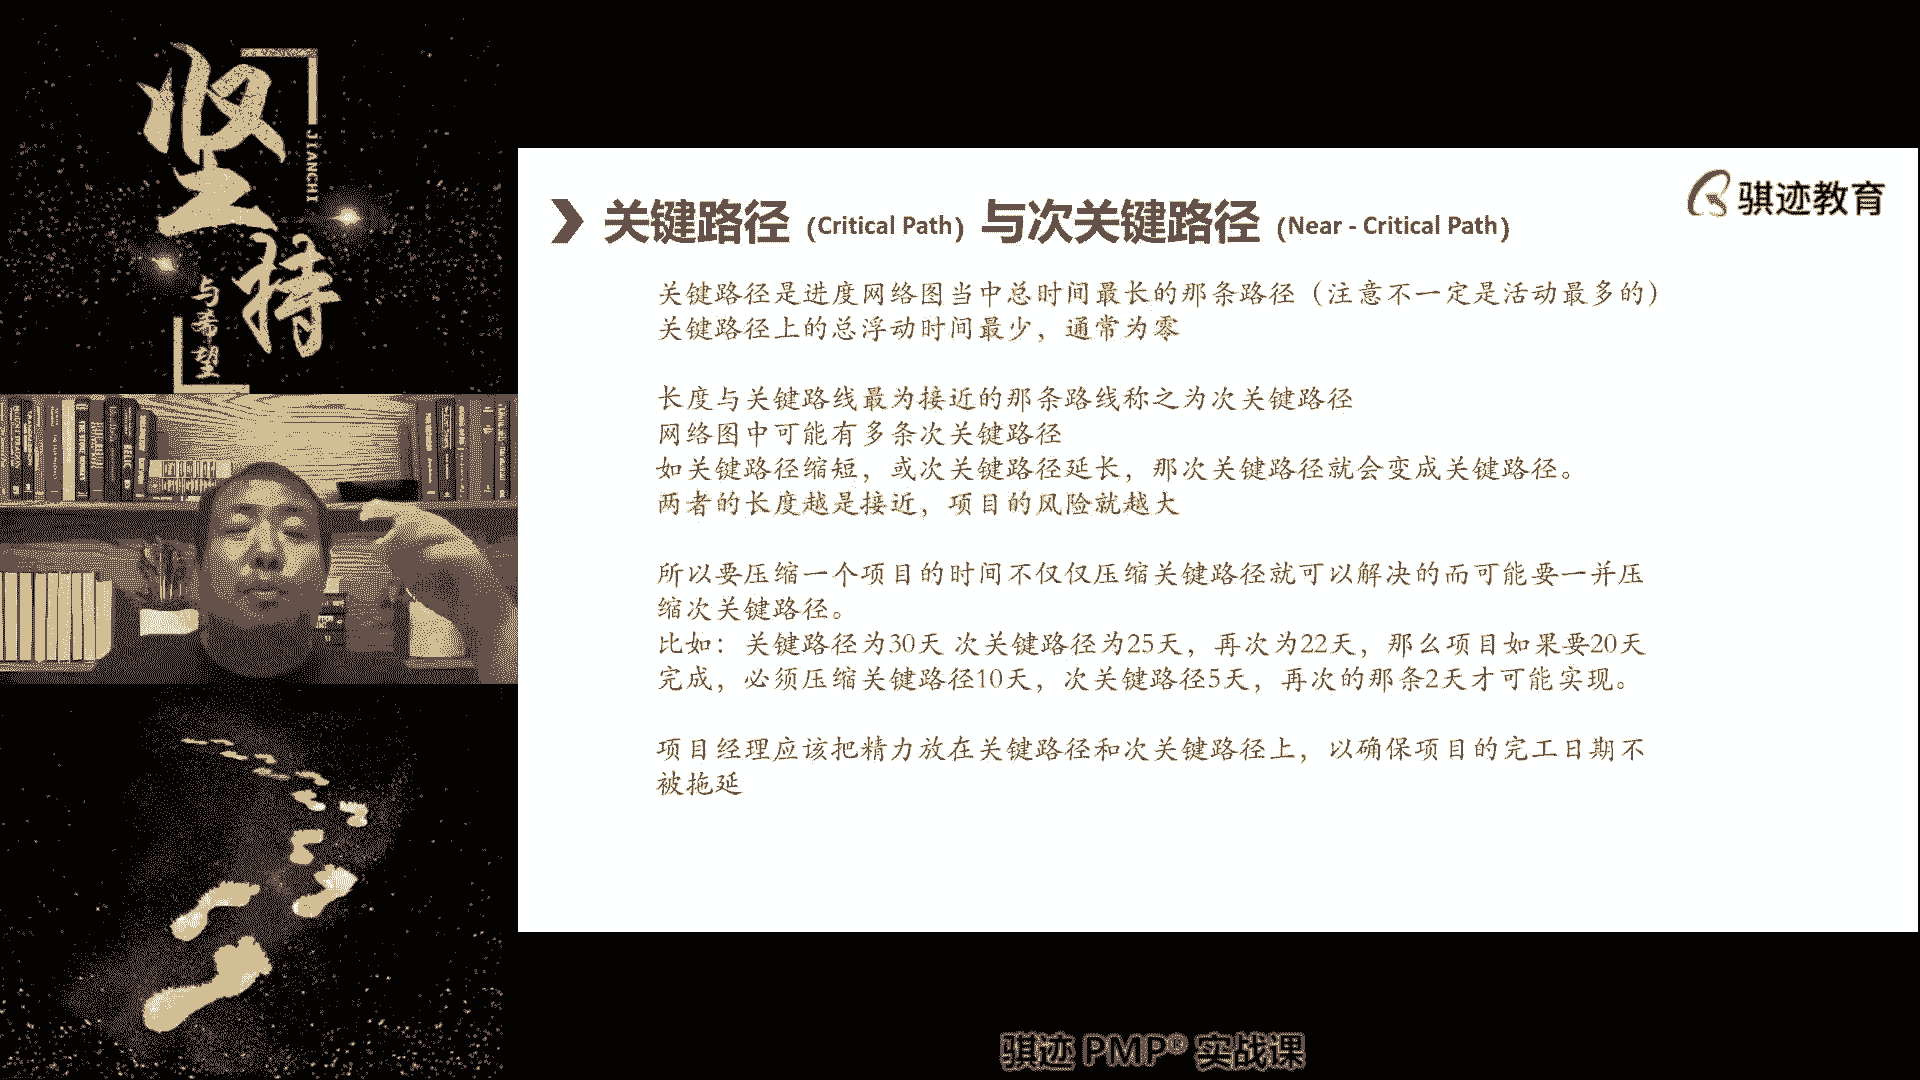 坚持
JIANCHI
与希望
骐迹教育
关键路径 (Critical Path) 与次关键路径 (Near - Critical Path)
关键路径是进度网络图当中总时间最长的那条路径（注意不一定是活动最多的）
关键路径上的总浮动时间最少，通常为零
长度与关键路线最为接近的那条路线称之为次关键路径
网络图中可能有多条次关键路径
如关键路径缩短，或次关键路径延长，那次关键路径就会变成关键路径。
两者的长度越是接近，项目的风险就越大
所以要压缩一个项目的时间不仅仅压缩关键路径就可以解决的而可能要一并压
缩次关键路径。
比如：关键路径为30天 次关键路径为25天，再次为22天，那么项目如果要20天
完成，必须压缩关键路径10天，次关键路径5天，再次的那条2天才可能实现。
项目经理应该把精力放在关键路径和次关键路径上，以确保项目的完工日期不
被拖延
骐迹 PMP® 实战课